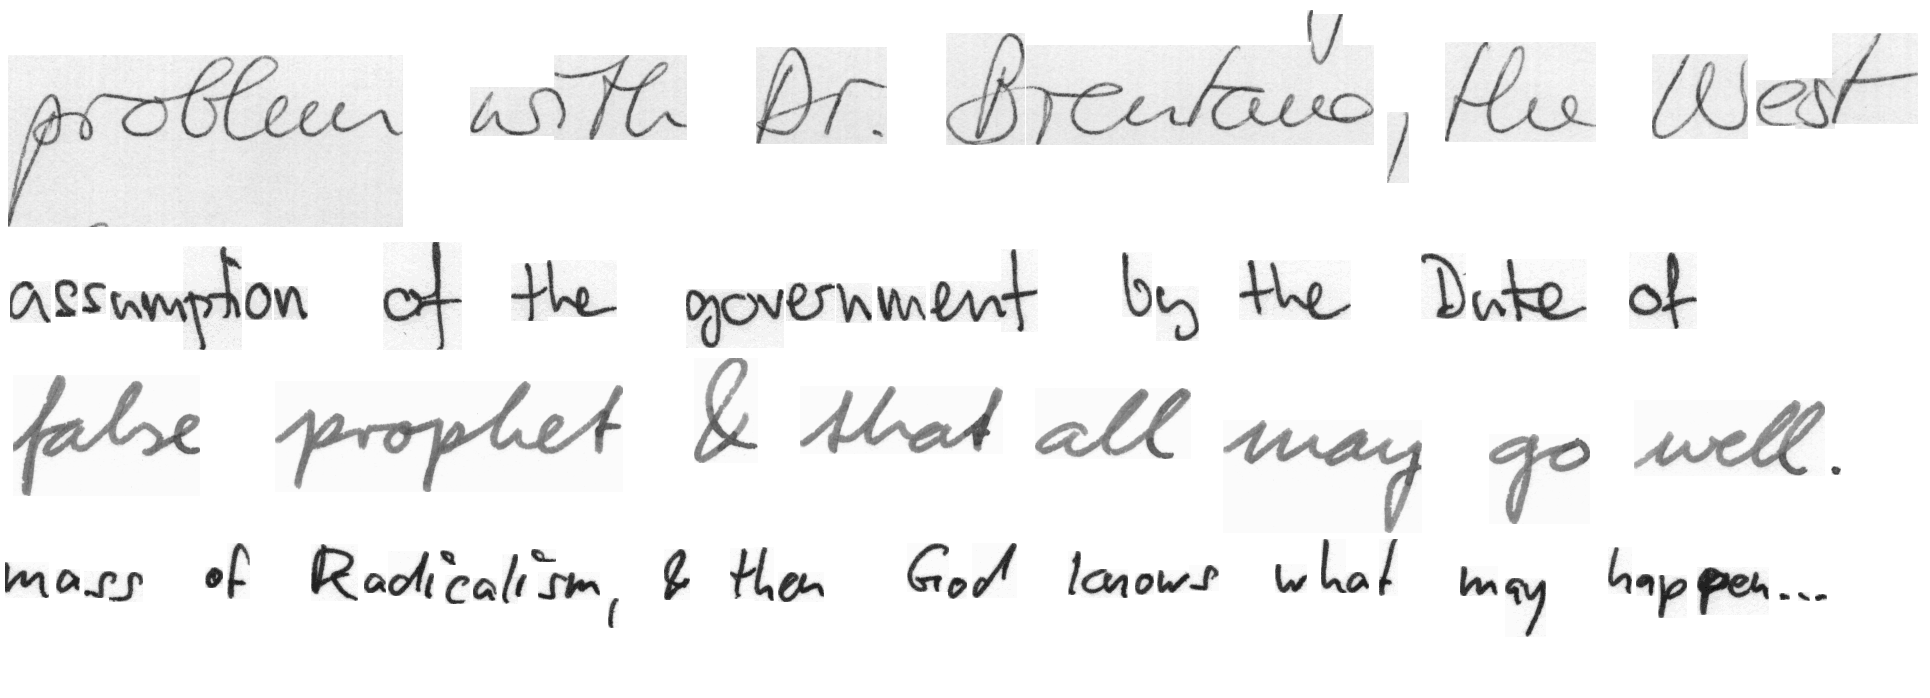 problem with Dr. Brentano, the West
assumption of the government by the Duke of
false prophet & that all may go well.
mass of Radicalism, & then God knows what may happen...